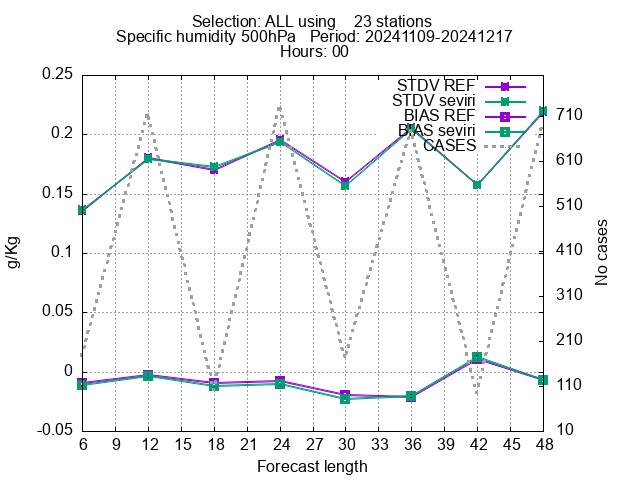 Selection: ALL using 23 stations
Specific humidity 500hPa Period: 20241109-20241217
Hours: 00
STDV REF
STDV seviri
BIAS REF
BIAS seviri
CASES
0.25
0.2
0.15
0.1
0.05
0
-0.05
g/Kg
710
610
510
410
310
210
110
10
No cases
6 9 12 15 18 21 24 27 30 33 36 39 42 45 48
Forecast length